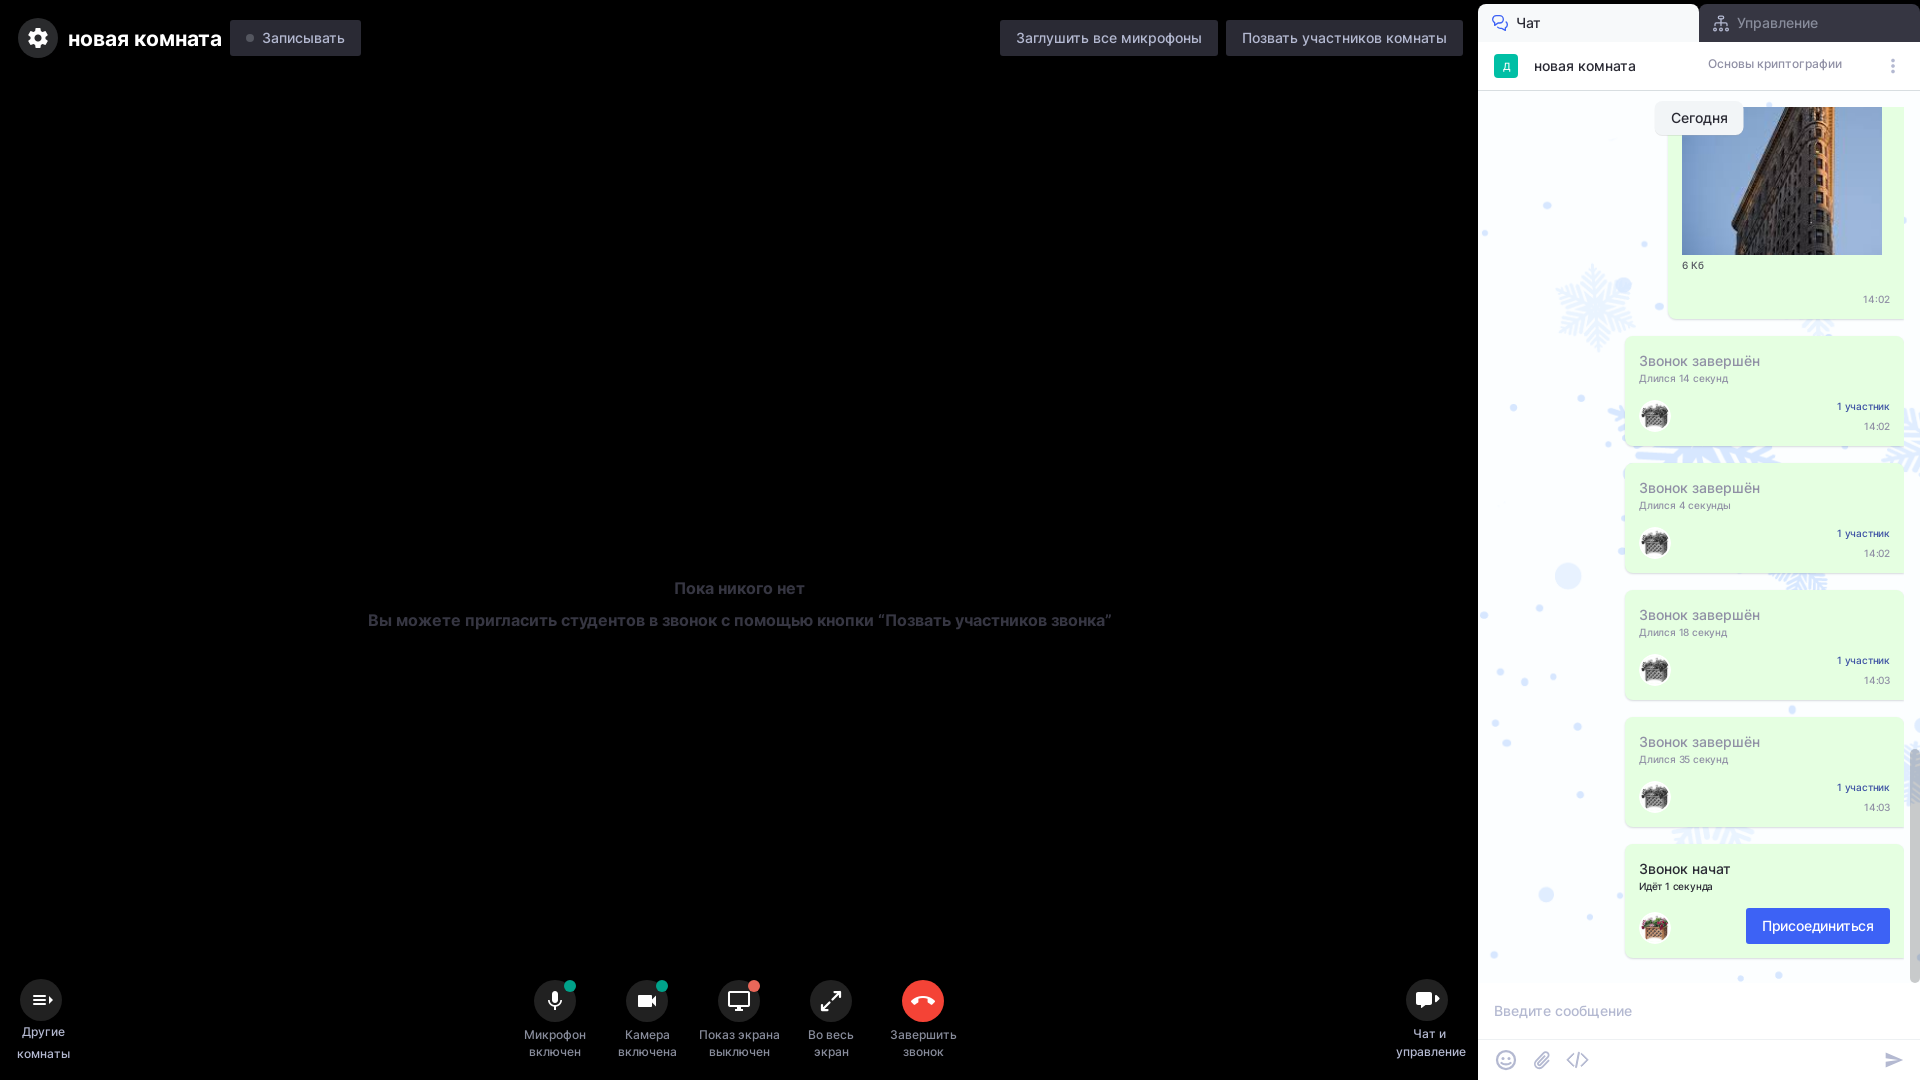 новая комната
Записывать
Заглушить все микрофоны
Позвать участников комнаты
Чат
Управление
Д
новая комната
Основы криптографии
Сегодня
6 Кб
14:02
Звонок завершён
Длился 14 секунд
1 участник
14:02
Звонок завершён
Длился 4 секунды
1 участник
14:02
Звонок завершён
Длился 18 секунд
1 участник
14:03
Звонок завершён
Длился 35 секунд
1 участник
14:03
Звонок начат
Идёт 1 секунда
Присоединиться
Пока никого нет
Вы можете пригласить студентов в звонок с помощью кнопки “Позвать участников звонка”
Другие
комнаты
Микрофон
включен
Камера
включена
Показ экрана
выключен
Во весь
экран
Завершить
звонок
Чат и
управление
Введите сообщение